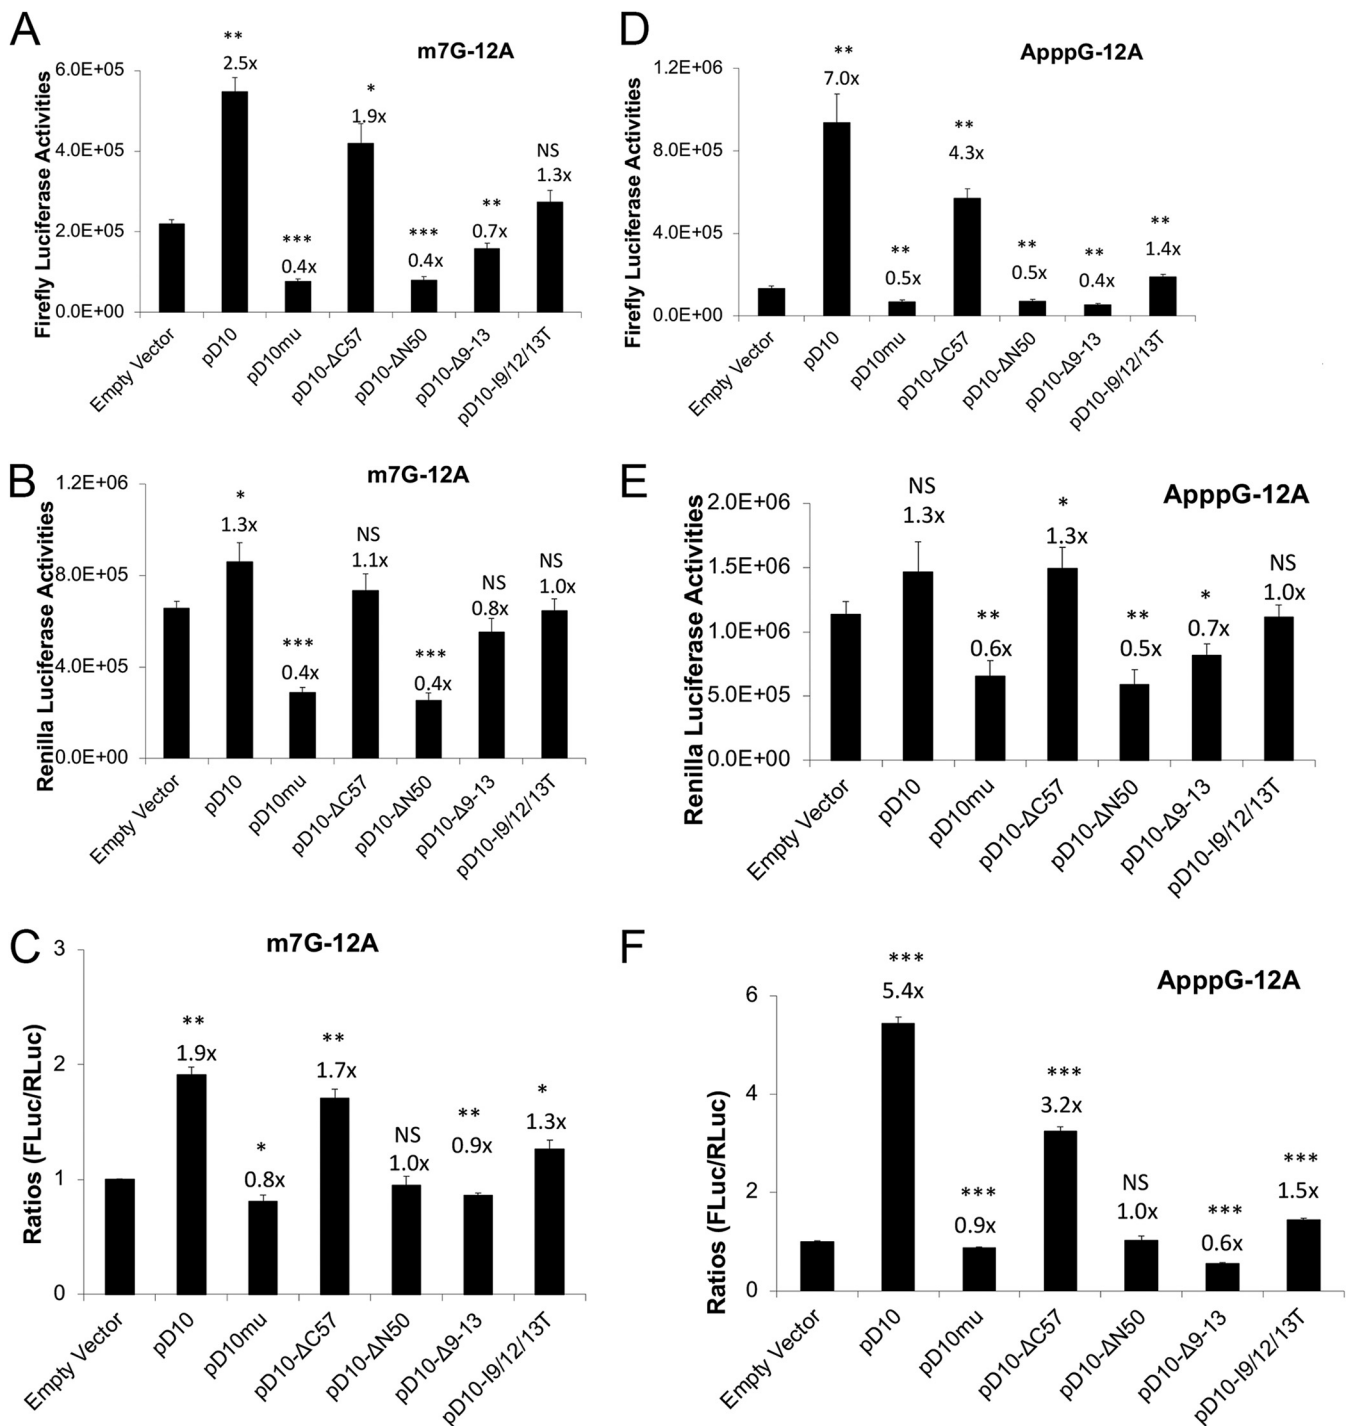 A
m7G-12A
Firefly Luciferase Activities
6.0E+05
4.0E+05
2.0E+05
0.0E+00
**
2.5x
***
0.4x
*
1.9x
***
0.4x
**
0.7x
NS
1.3x
Empty Vector
pD10
pD10mu
pD10-ΔC57
pD10-ΔN50
pD10-Δ9-13
pD10-I9/12/13T
D
ApppG-12A
Firefly Luciferase Activities
1.2E+06
8.0E+05
4.0E+05
0.0E+00
**
7.0x
**
0.5x
**
4.3x
**
0.5x
**
0.4x
**
1.4x
Empty Vector
pD10
pD10mu
pD10-ΔC57
pD10-ΔN50
pD10-Δ9-13
pD10-I9/12/13T
B
m7G-12A
Renilla Luciferase Activities
1.2E+06
8.0E+05
4.0E+05
0.0E+00
*
1.3x
***
0.4x
NS
1.1x
***
0.4x
NS
0.8x
NS
1.0x
Empty Vector
pD10
pD10mu
pD10-ΔC57
pD10-ΔN50
pD10-Δ9-13
pD10-I9/12/13T
E
ApppG-12A
Renilla Luciferase Activities
2.0E+06
1.5E+06
1.0E+06
5.0E+05
0.0E+00
NS
1.3x
**
0.6x
*
1.3x
**
0.5x
*
0.7x
NS
1.0x
Empty Vector
pD10
pD10mu
pD10-ΔC57
pD10-ΔN50
pD10-Δ9-13
pD10-I9/12/13T
C
m7G-12A
Ratios (FLuc/RLuc)
3
2
1
0
**
1.9x
*
0.8x
**
1.7x
NS
1.0x
**
0.9x
*
1.3x
Empty Vector
pD10
pD10mu
pD10-ΔC57
pD10-ΔN50
pD10-Δ9-13
pD10-I9/12/13T
F
ApppG-12A
Ratios (FLuc/RLuc)
6
4
2
0
***
5.4x
***
0.9x
***
3.2x
NS
1.0x
***
0.6x
***
1.5x
Empty Vector
pD10
pD10mu
pD10-ΔC57
pD10-ΔN50
pD10-Δ9-13
pD10-I9/12/13T